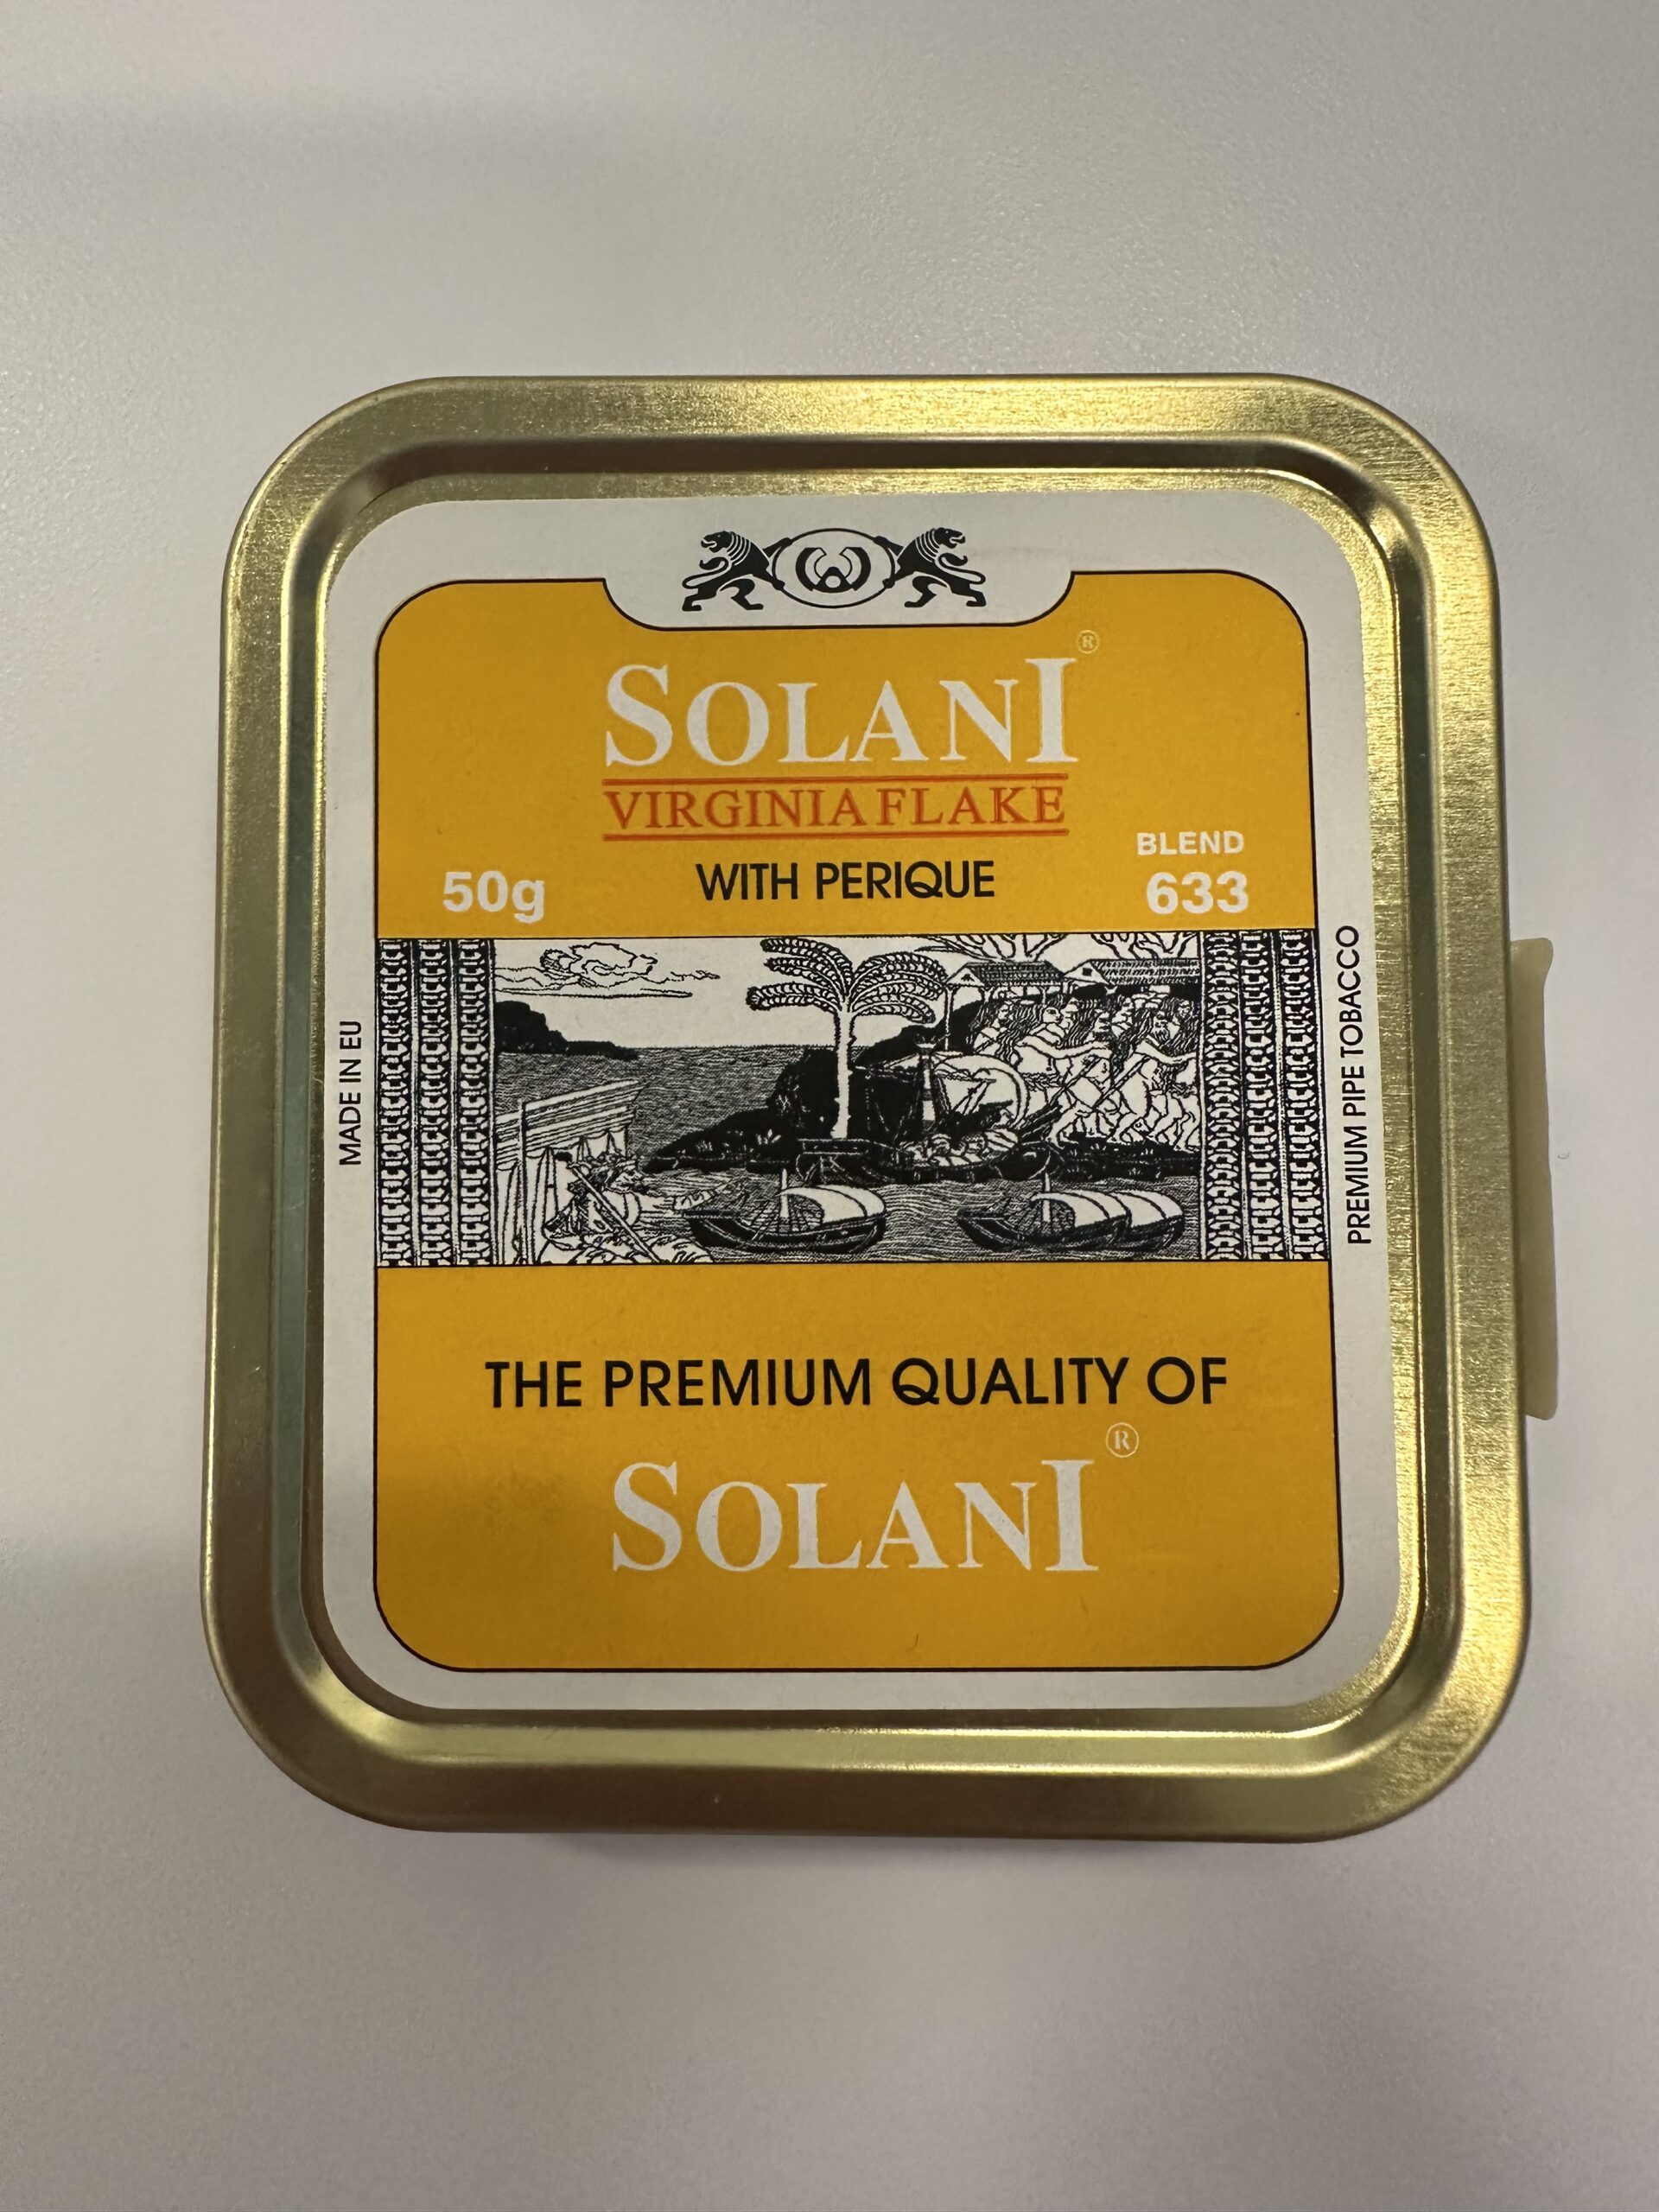 SOLANI®
VIRGINIA FLAKE
WITH PERIQUE
50g
BLEND
633
MADE IN EU
PREMIUM PIPE TOBACCO
THE PREMIUM QUALITY OF
SOLANI®